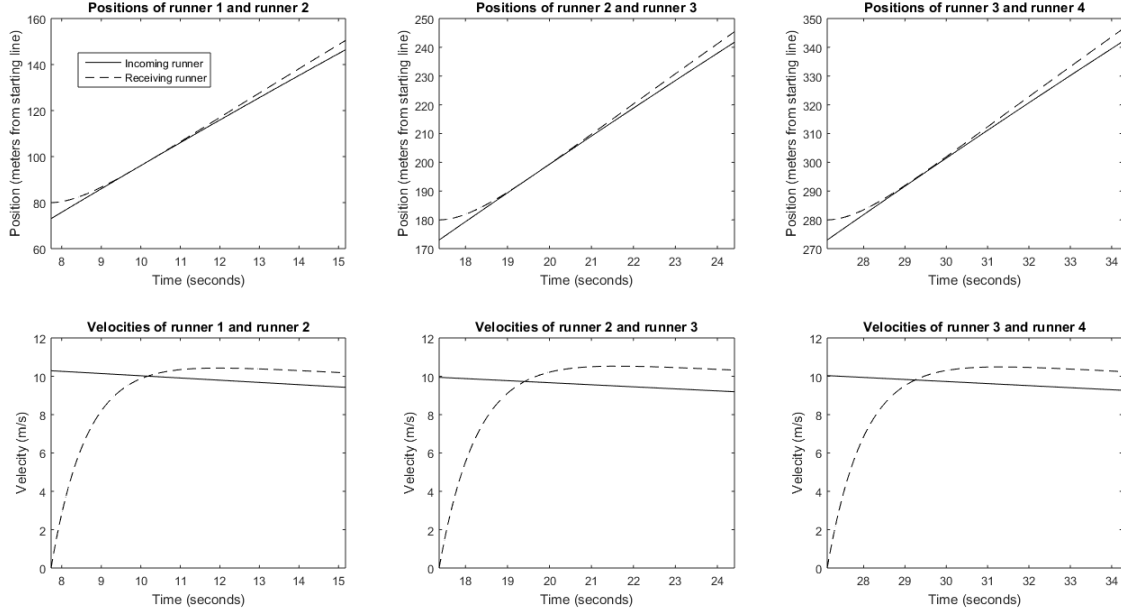 Positions of runner 1 and runner 2
Position (meters from starting line)
160
140
120
100
80
60
Incoming runner
Receiving runner
8 9 10 11 12 13 14 15
Time (seconds)
Positions of runner 2 and runner 3
Position (meters from starting line)
250
240
230
220
210
200
190
180
170
18 19 20 21 22 23 24
Time (seconds)
Positions of runner 3 and runner 4
Position (meters from starting line)
350
340
330
320
310
300
290
280
270
28 29 30 31 32 33 34
Time (seconds)
Velocities of runner 1 and runner 2
Velecity (m/s)
12
10
8
6
4
2
0
8 9 10 11 12 13 14 15
Time (seconds)
Velocities of runner 2 and runner 3
Velecity (m/s)
12
10
8
6
4
2
0
18 19 20 21 22 23 24
Time (seconds)
Velocities of runner 3 and runner 4
Velecity (m/s)
12
10
8
6
4
2
0
28 29 30 31 32 33 34
Time (seconds)